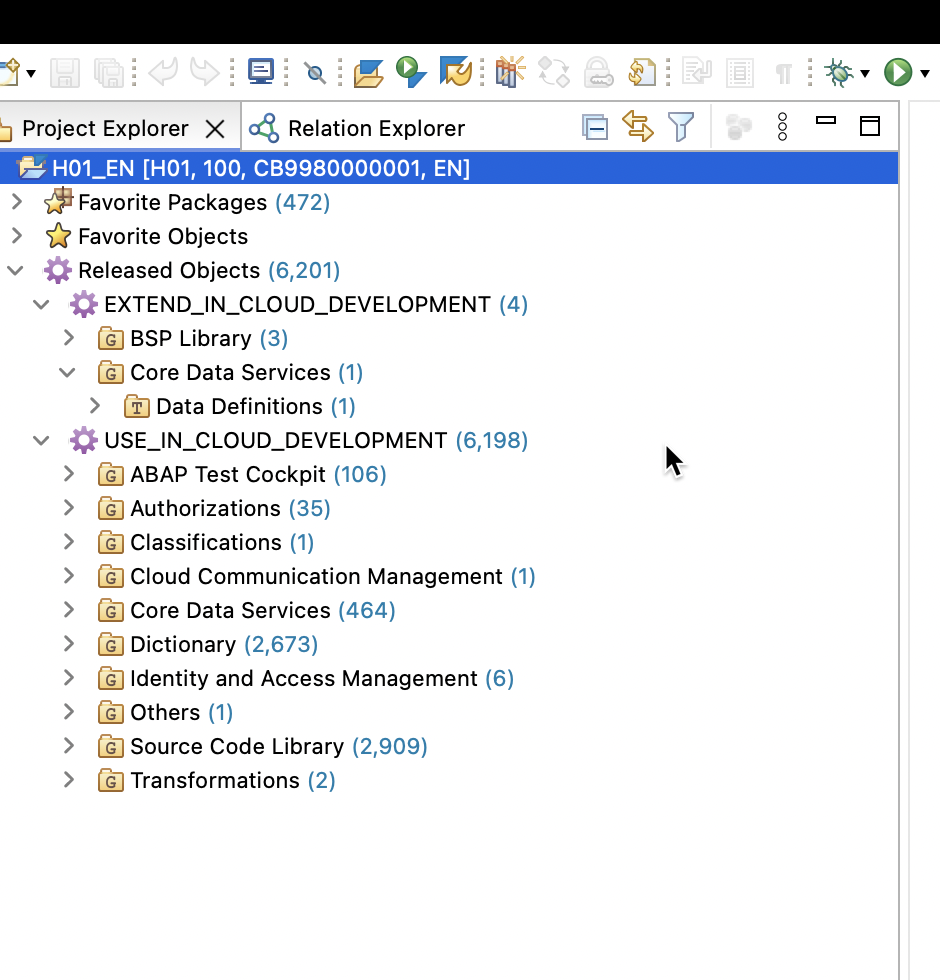 Project Explorer Relation Explorer
H01_EN [H01, 100, CB9980000001, EN]
Favorite Packages (472)
Favorite Objects
Released Objects (6,201)
EXTEND_IN_CLOUD_DEVELOPMENT (4)
G BSP Library (3)
G Core Data Services (1)
T Data Definitions (1)
USE_IN_CLOUD_DEVELOPMENT (6,198)
G ABAP Test Cockpit (106)
G Authorizations (35)
G Classifications (1)
G Cloud Communication Management (1)
G Core Data Services (464)
G Dictionary (2,673)
G Identity and Access Management (6)
G Others (1)
G Source Code Library (2,909)
G Transformations (2)